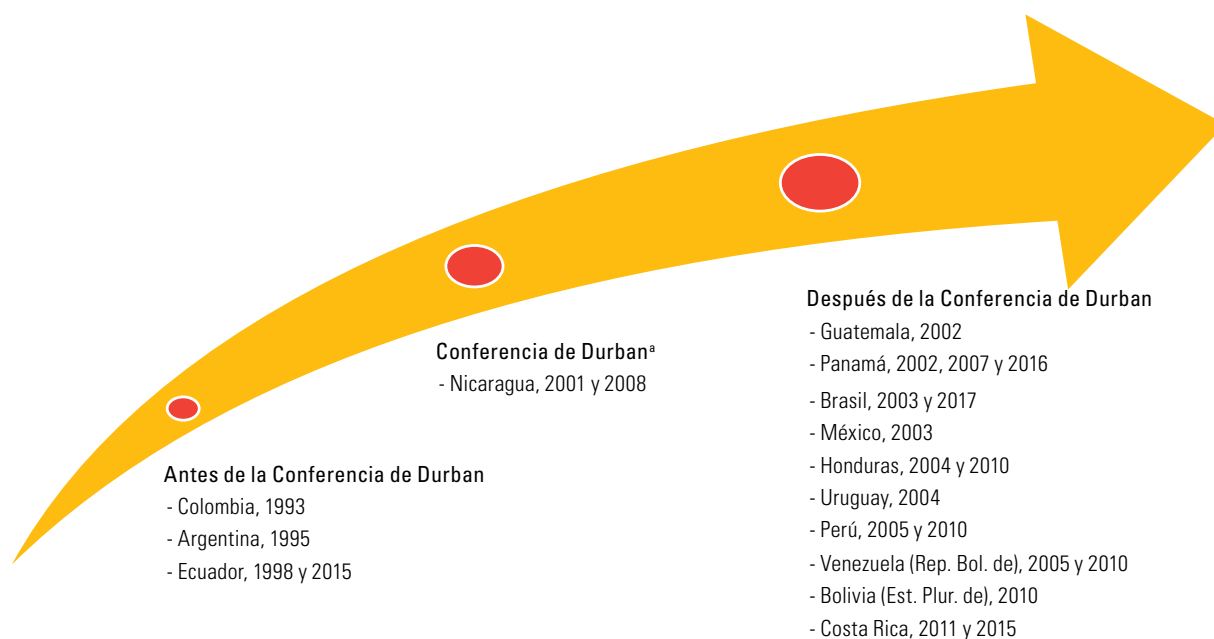 Antes de la Conferencia de Durban
- Colombia, 1993
- Argentina, 1995
- Ecuador, 1998 y 2015
Conferencia de Durbanª
- Nicaragua, 2001 y 2008
Después de la Conferencia de Durban
- Guatemala, 2002
- Panamá, 2002, 2007 y 2016
- Brasil, 2003 y 2017
- México, 2003
- Honduras, 2004 y 2010
- Uruguay, 2004
- Perú, 2005 y 2010
- Venezuela (Rep. Bol. de), 2005 y 2010
- Bolivia (Est. Plur. de), 2010
- Costa Rica, 2011 y 2015